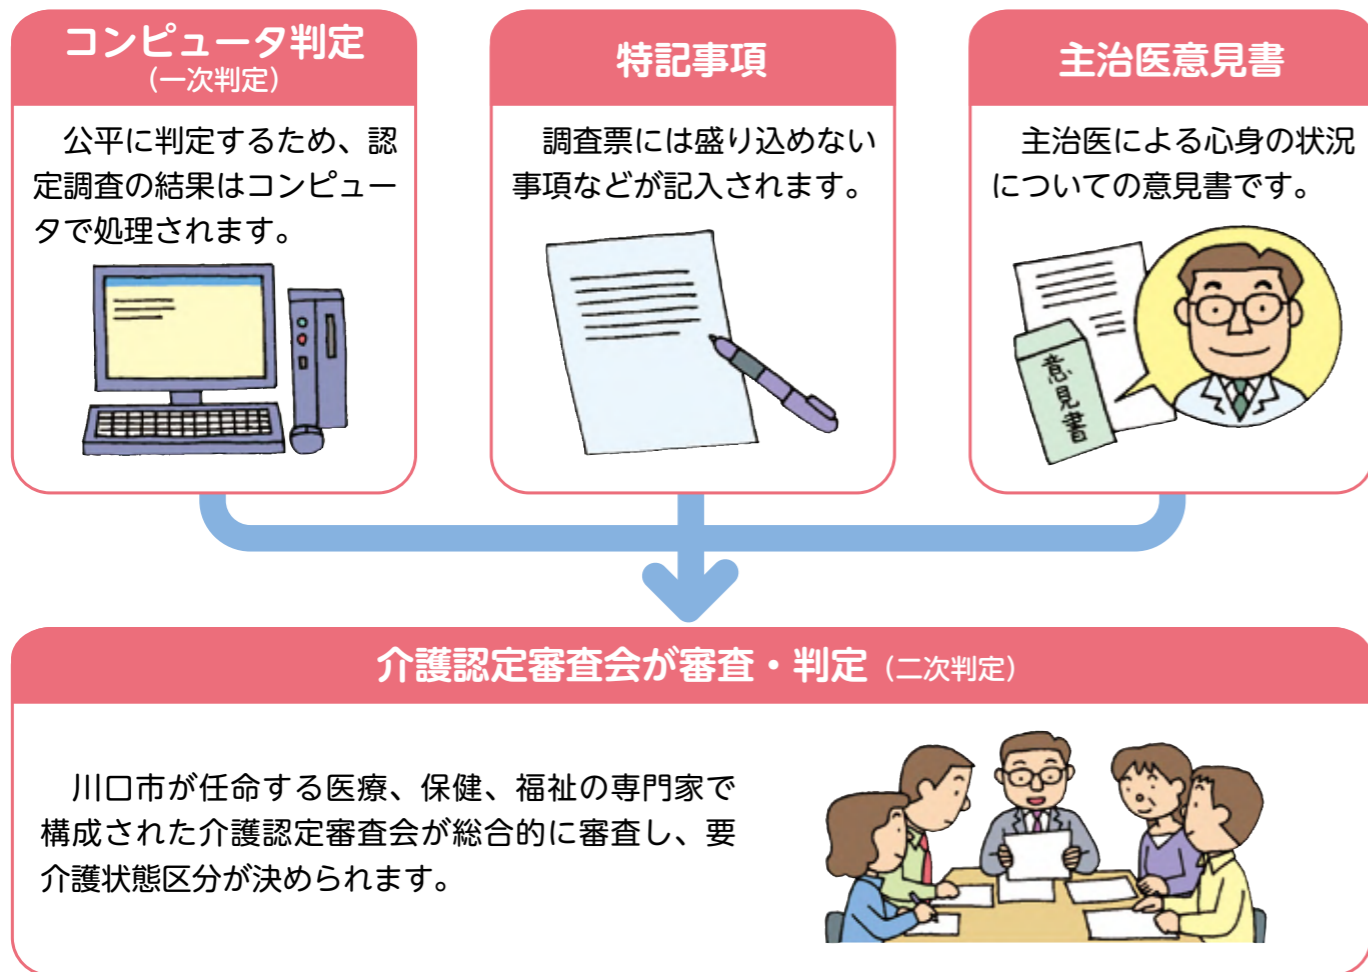 コンピュータ判定
(一次判定)
公平に判定するため、認
定調査の結果はコンピュー
タで処理されます。
特記事項
調査票には盛り込めない
事項などが記入されます。
主治医意見書
主治医による心身の状況
についての意見書です。
意見書
介護認定審査会が審査・判定(二次判定)
川口市が任命する医療、保健、福祉の専門家で
構成された介護認定審査会が総合的に審査し、要
介護状態区分が決められます。